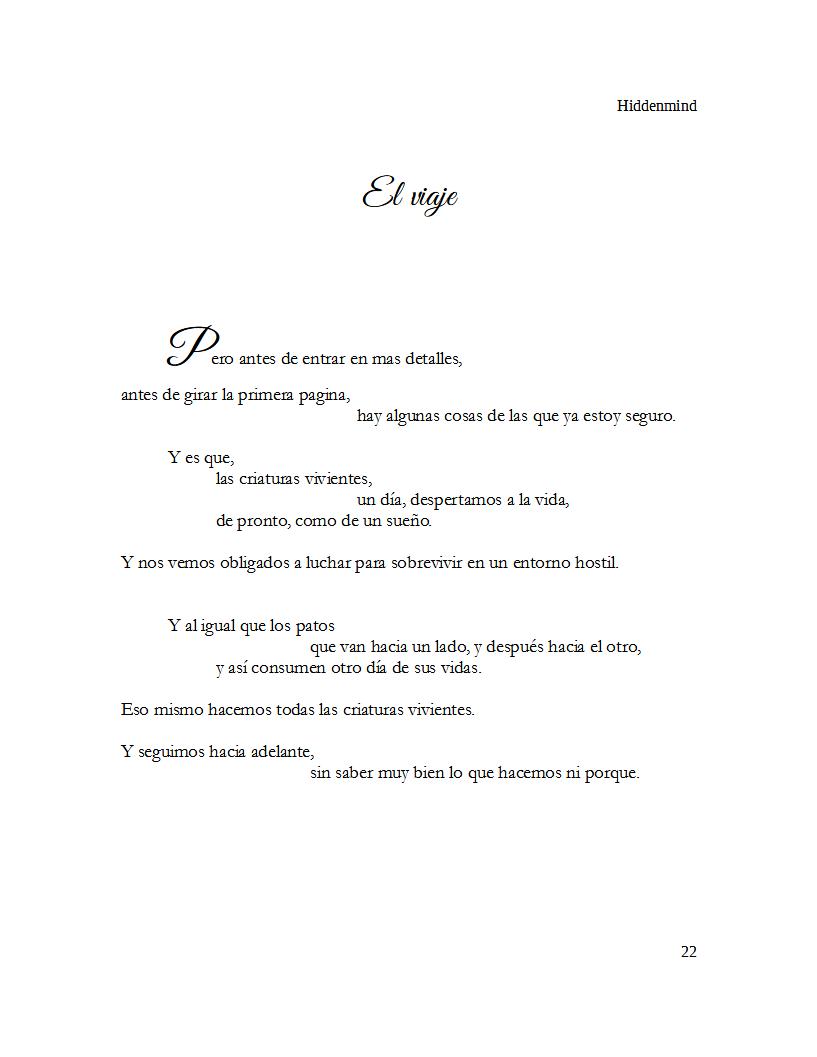 Hiddenmind
El viaje
Pero antes de entrar en mas detalles,
antes de girar la primera pagina,
hay algunas cosas de las que ya estoy seguro.
Y es que,
las criaturas vivientes,
un día, despertamos a la vida,
de pronto, como de un sueño.
Y nos vemos obligados a luchar para sobrevivir en un entorno hostil.
Y al igual que los patos
que van hacia un lado, y después hacia el otro,
y así consumen otro día de sus vidas.
Eso mismo hacemos todas las criaturas vivientes.
Y seguimos hacia adelante,
sin saber muy bien lo que hacemos ni porque.
22